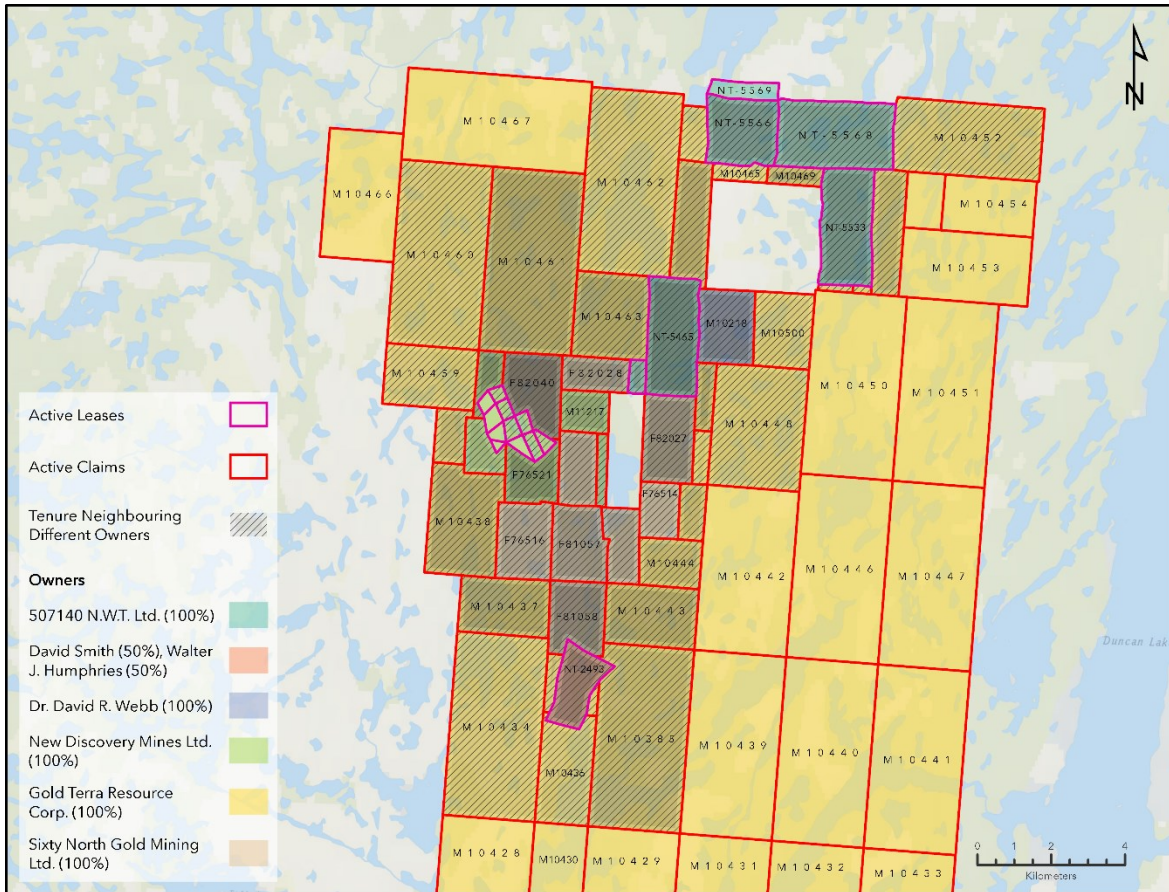 N
NT-5569
M10467
NT-5566
NT-5568
M10452
M10465
M10469
M10462
M10466
M10454
M10460
M10461
NT-5533
M10453
M10463
NT-5465
M10218
M10500
M10450
M10451
M10459
F82040
M11217
F82027
M10448
F76521
F76514
M10438
F76516
F81057
M10444
M10442
M10446
M10447
M10437
F81058
M10443
NT-2493
M10434
M10385
M10436
M10439
M10440
M10441
M10428
M10430
M10429
M10431
M10432
M10433
Active Leases
Active Claims
Tenure Neighbouring
Different Owners
Owners
507140 N.W.T. Ltd. (100%)
David Smith (50%), Walter
J. Humphries (50%)
Dr. David R. Webb (100%)
New Discovery Mines Ltd.
(100%)
Gold Terra Resource
Corp. (100%)
Sixty North Gold Mining
Ltd. (100%)
Duncan Lak
0 1 2 4
Kilometers